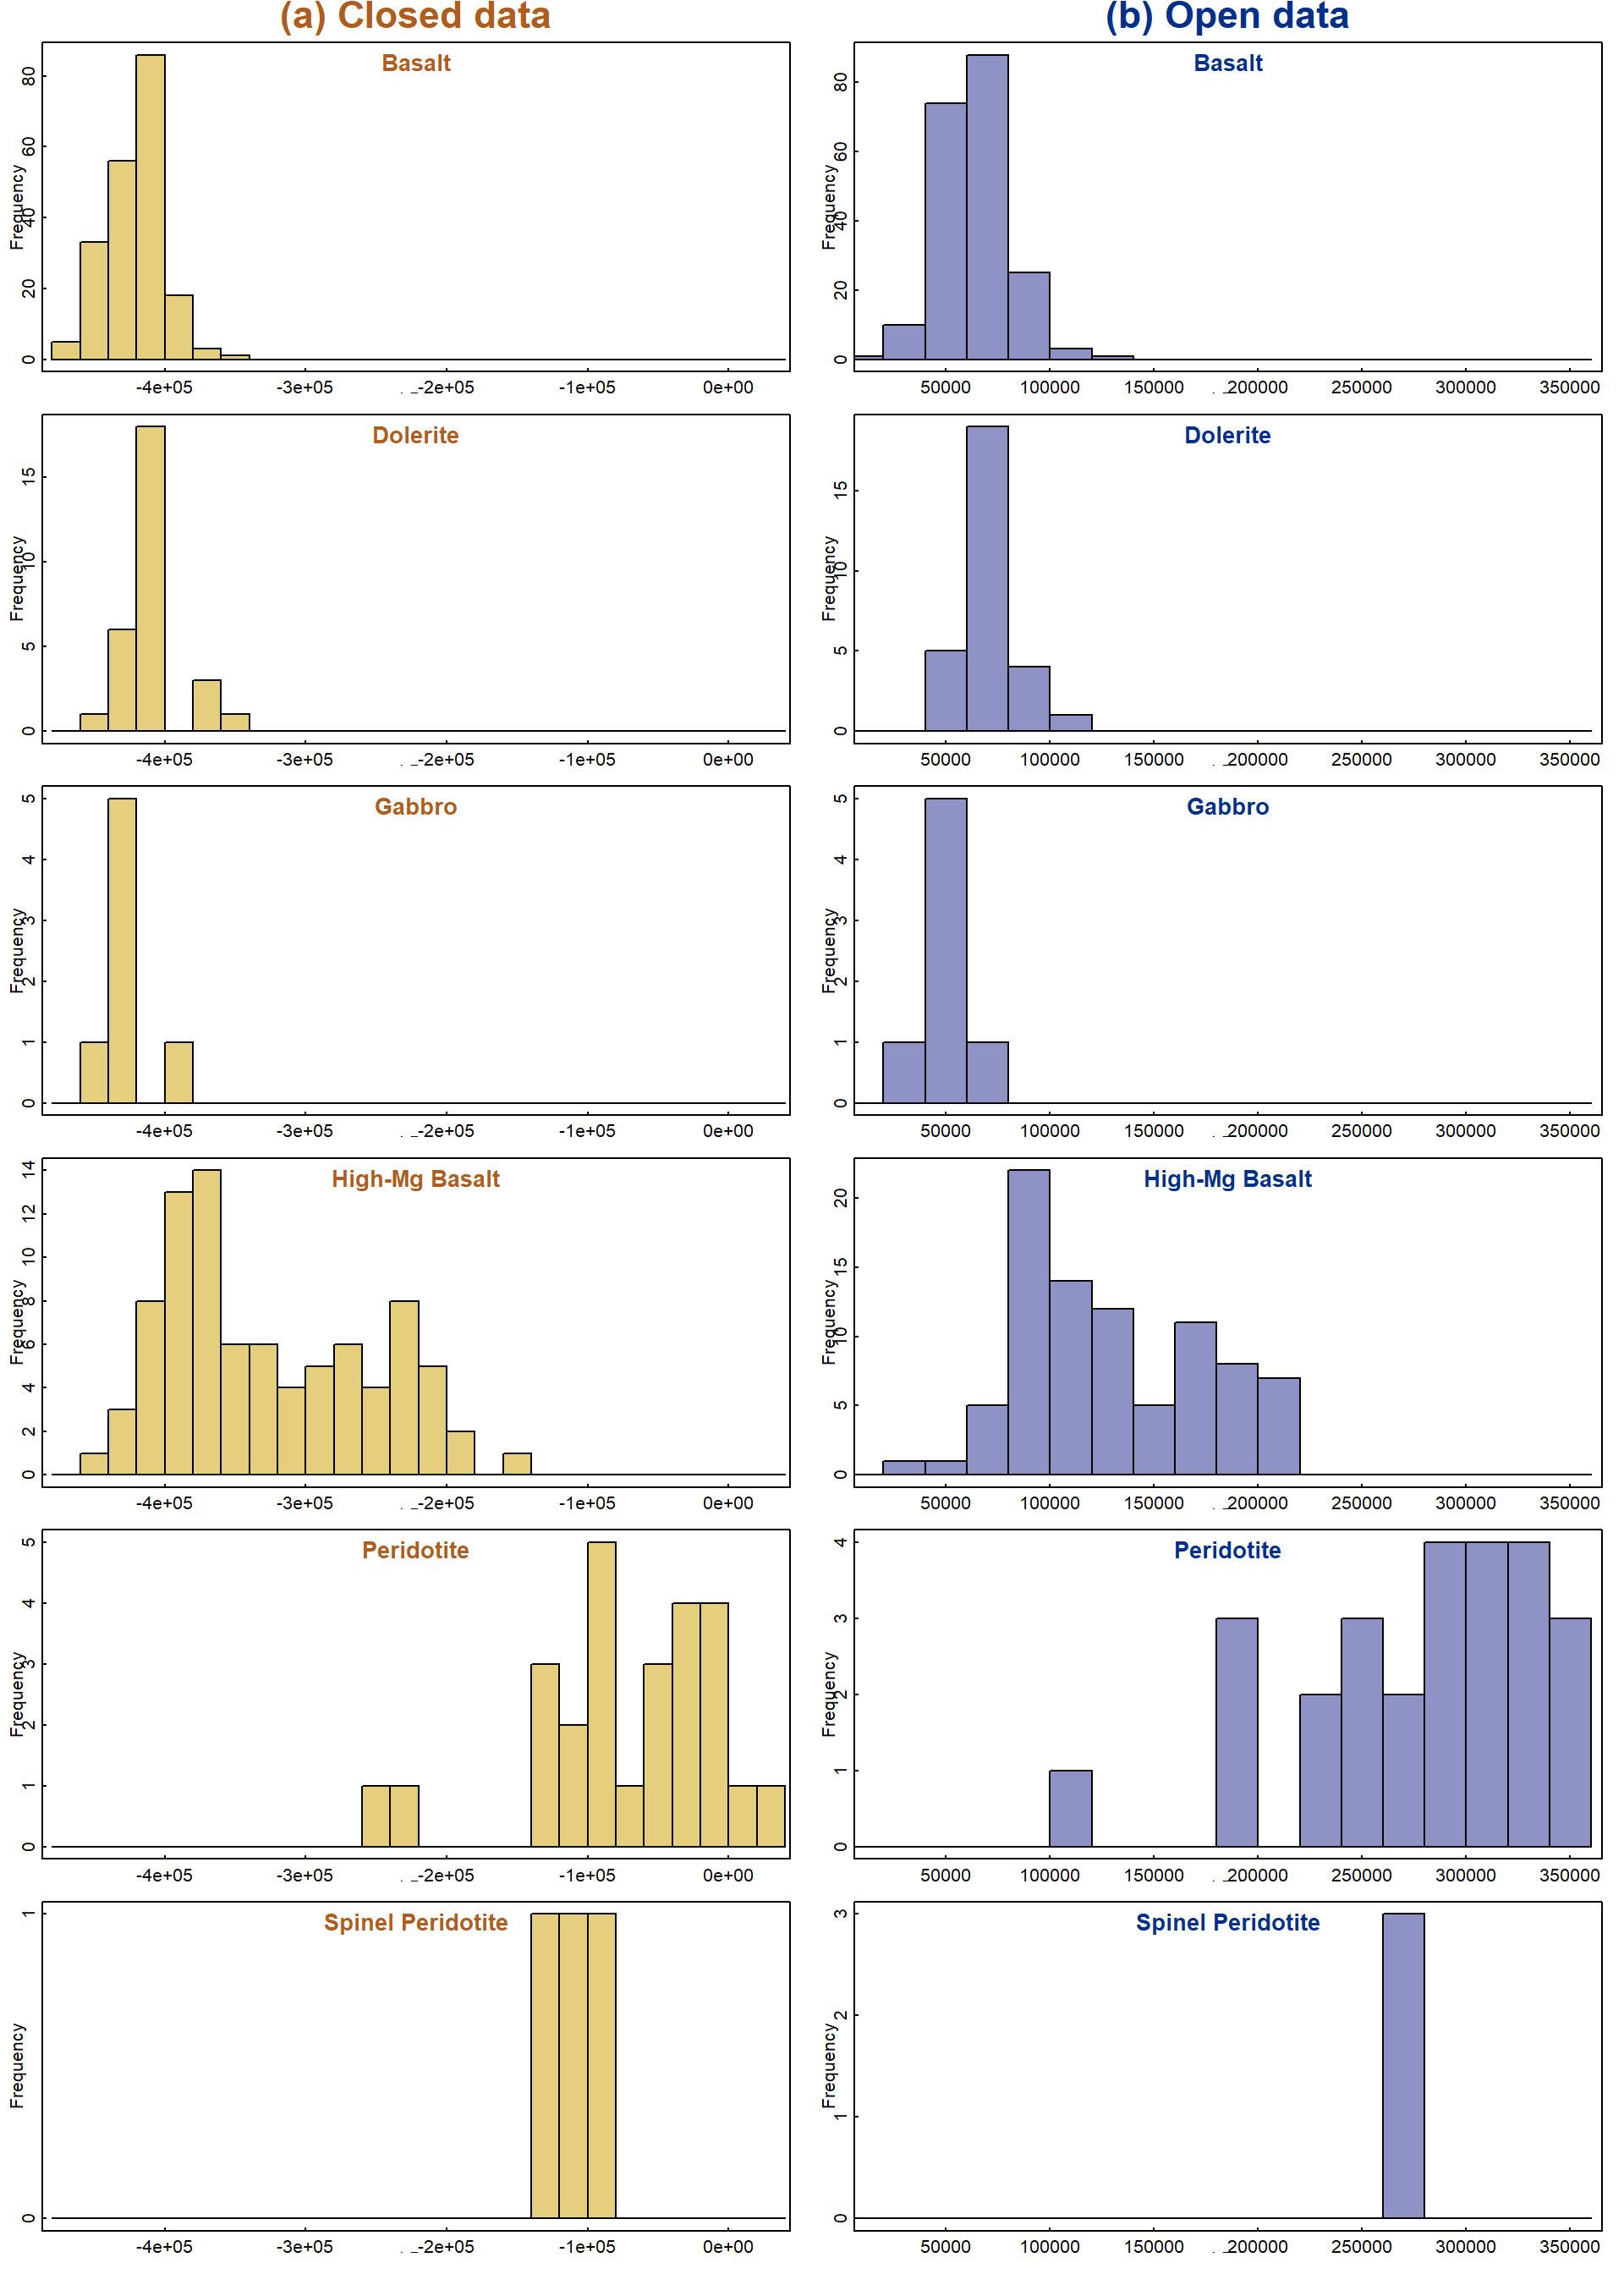 (a) Closed data
(b) Open data
Basalt
Frequency
0 20 40 60 80
-4e+05 -3e+05 -2e+05 -1e+05 0e+00
Basalt
Frequency
0 20 40 60 80
50000 100000 150000 200000 250000 300000 350000
Dolerite
Frequency
0 5 10 15
-4e+05 -3e+05 -2e+05 -1e+05 0e+00
Dolerite
Frequency
0 5 10 15
50000 100000 150000 200000 250000 300000 350000
Gabbro
Frequency
0 1 2 3 4 5
-4e+05 -3e+05 -2e+05 -1e+05 0e+00
Gabbro
Frequency
0 1 2 3 4 5
50000 100000 150000 200000 250000 300000 350000
High-Mg Basalt
Frequency
0 2 4 6 8 10 12 14
-4e+05 -3e+05 -2e+05 -1e+05 0e+00
High-Mg Basalt
Frequency
0 5 10 15 20
50000 100000 150000 200000 250000 300000 350000
Peridotite
Frequency
0 1 2 3 4 5
-4e+05 -3e+05 -2e+05 -1e+05 0e+00
Peridotite
Frequency
0 1 2 3 4
50000 100000 150000 200000 250000 300000 350000
Spinel Peridotite
Frequency
0 1
-4e+05 -3e+05 -2e+05 -1e+05 0e+00
Spinel Peridotite
Frequency
0 1 2 3
50000 100000 150000 200000 250000 300000 350000